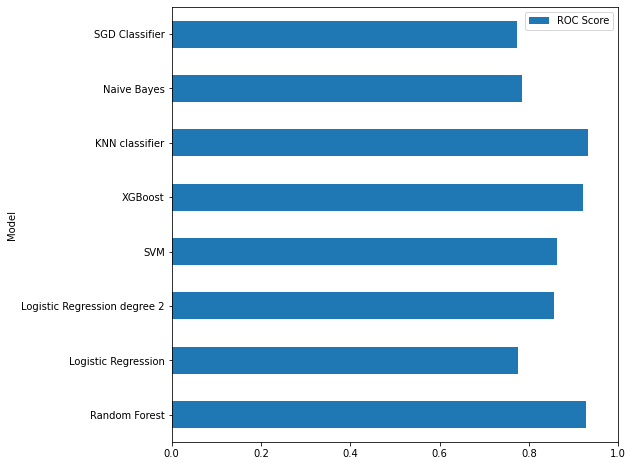 ROC Score
SGD Classifier
Naive Bayes
KNN classifier
XGBoost
SVM
Logistic Regression degree 2
Logistic Regression
Random Forest
Model
0.0 0.2 0.4 0.6 0.8 1.0